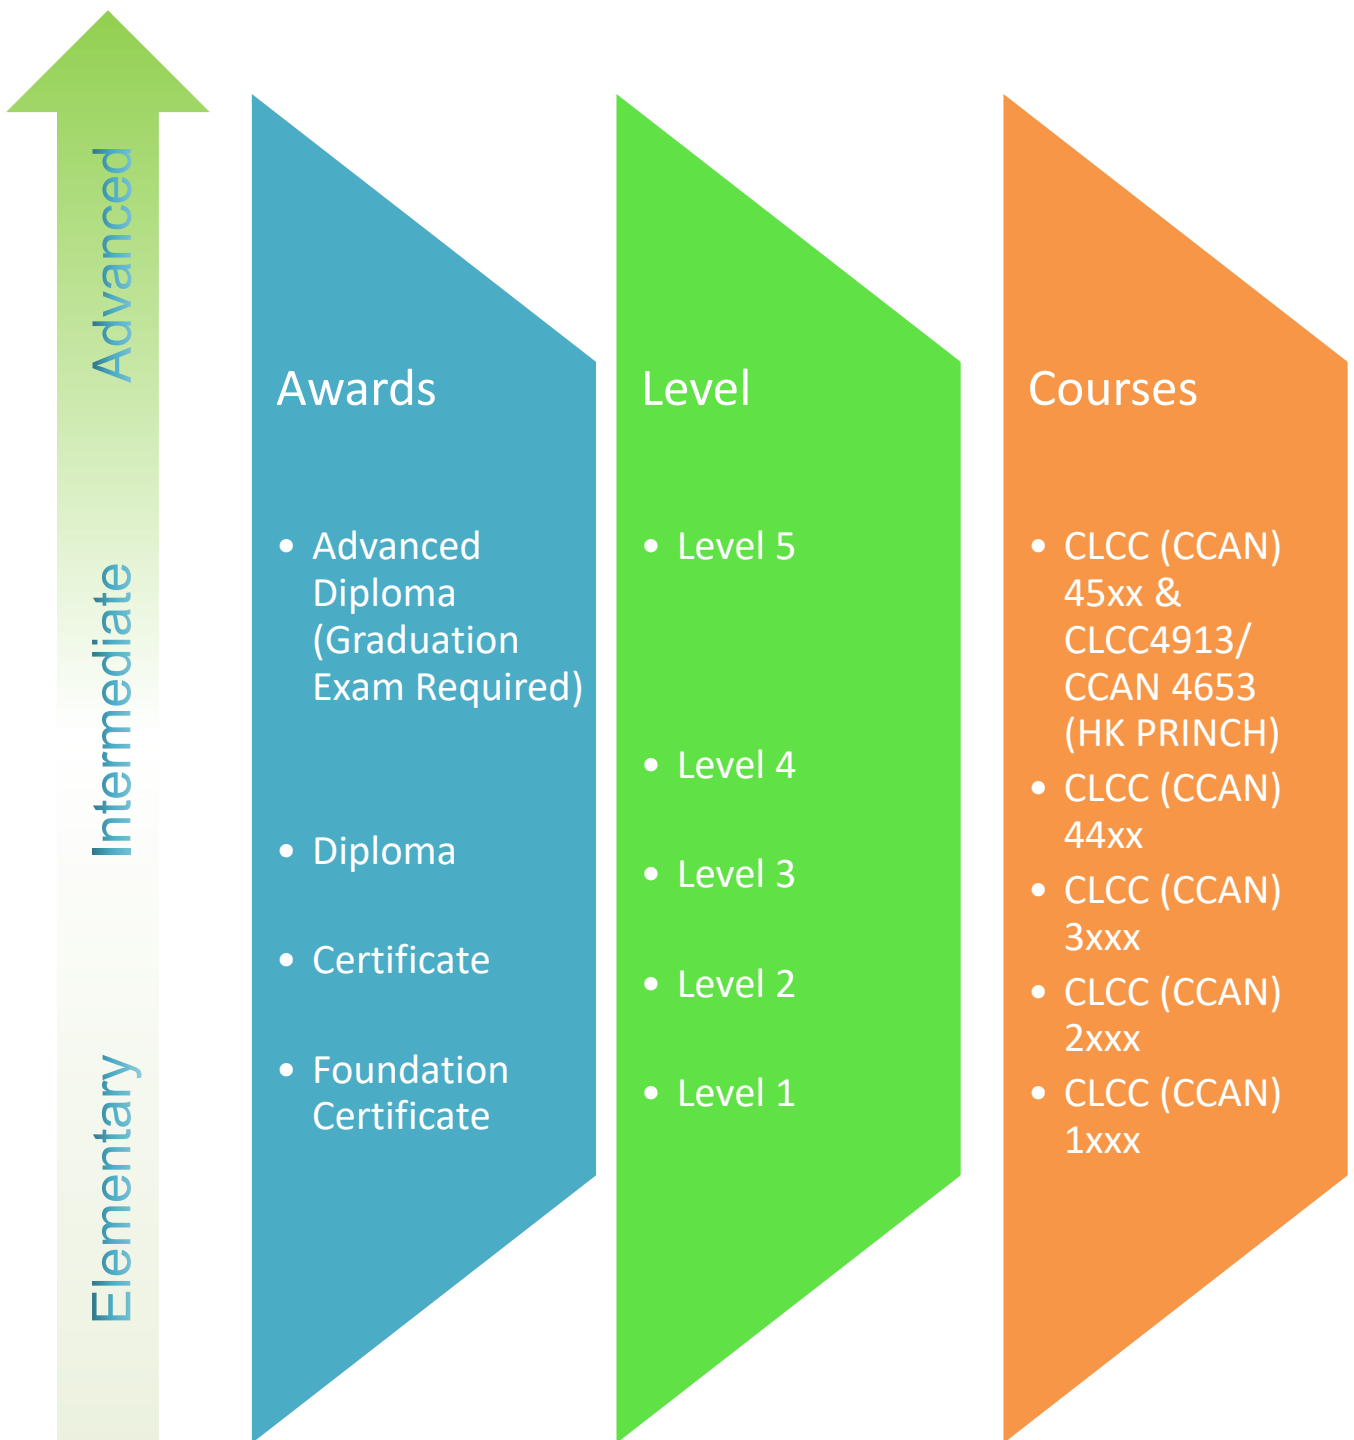 Advanced
Intermediate
Elementary
Awards
• Advanced
Diploma
(Graduation
Exam Required)
• Diploma
• Certificate
• Foundation
Certificate
Level
• Level 5
• Level 4
• Level 3
• Level 2
• Level 1
Courses
• CLCC (CCAN)
45xx &
CLCC4913/
CCAN 4653
(HK PRINCH)
• CLCC (CCAN)
44xx
• CLCC (CCAN)
3xxx
• CLCC (CCAN)
2xxx
• CLCC (CCAN)
1xxx